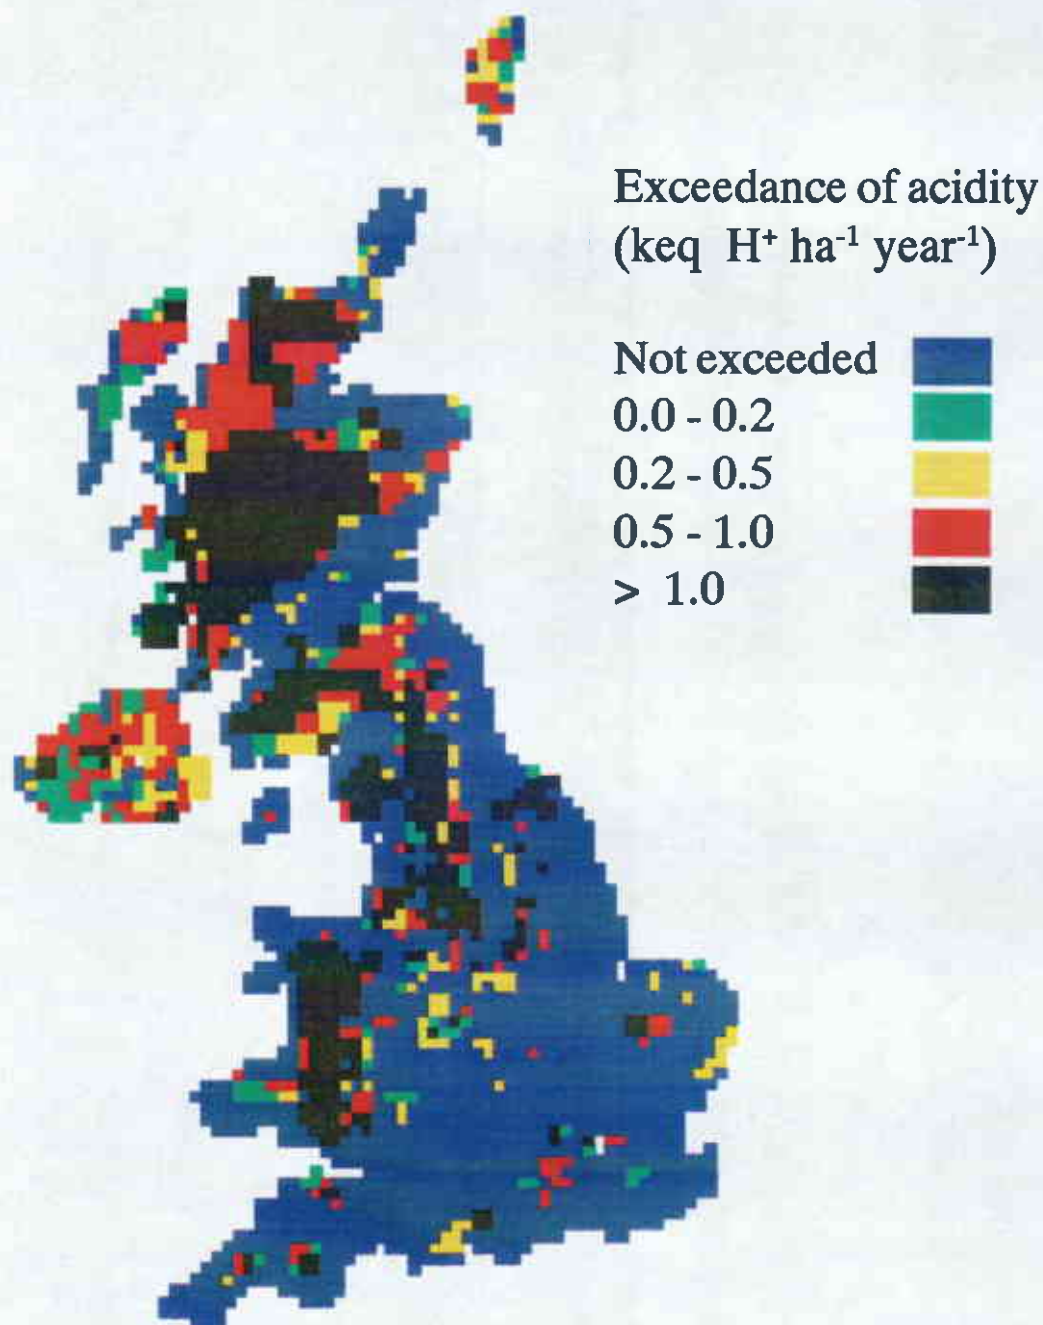 Exceedance of acidity
(keq H⁺ ha⁻¹ year⁻¹)
Not exceeded
0.0 - 0.2
0.2 - 0.5
0.5 - 1.0
> 1.0